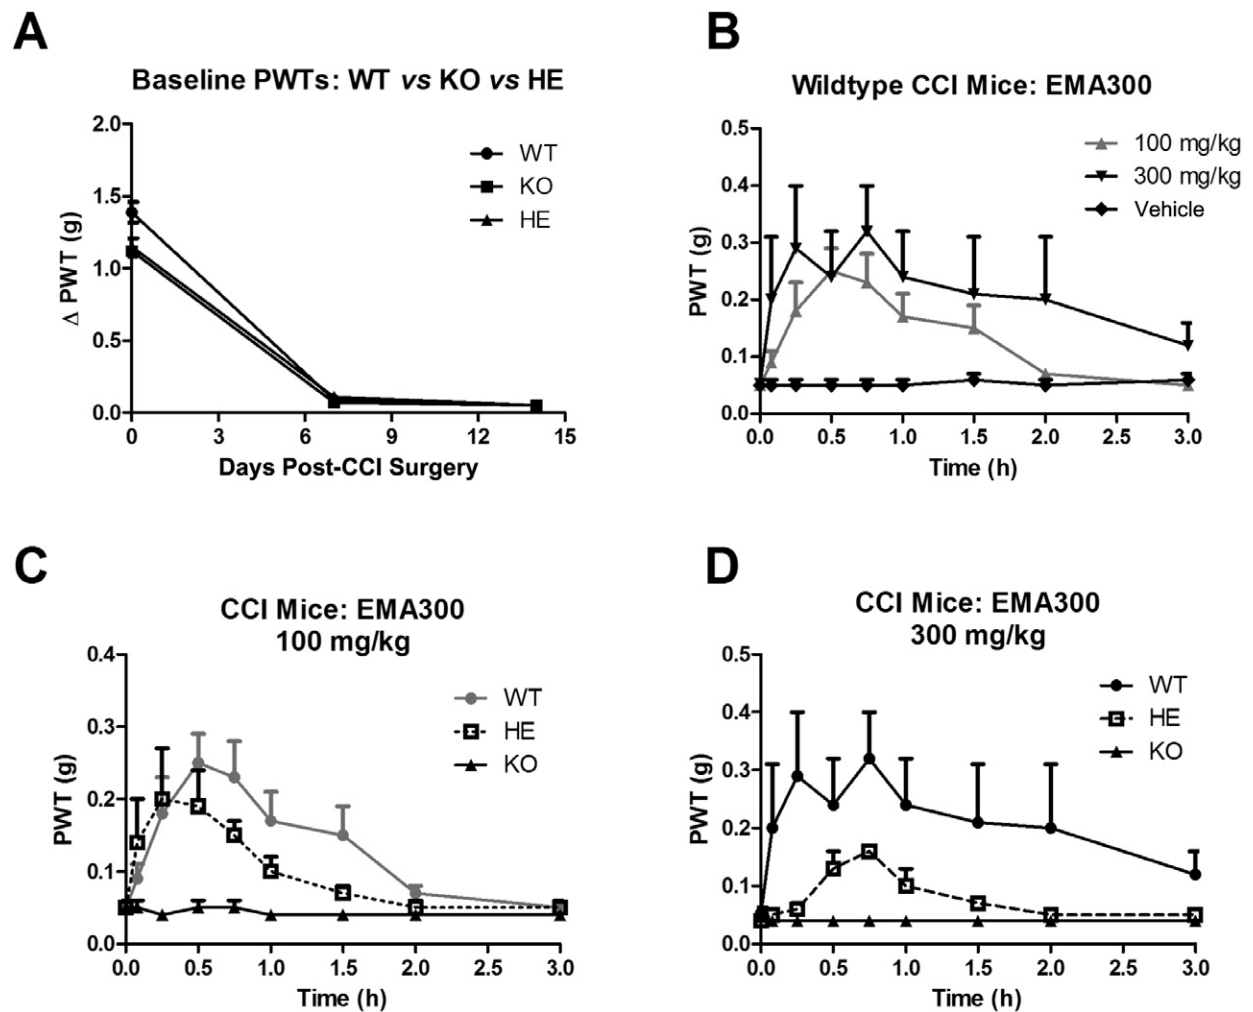 A
Baseline PWTs: WT vs KO vs HE
2.0
1.5
1.0
0.5
0.0
Δ PWT (g)
WT
KO
HE
0 3 6 9 12 15
Days Post-CCI Surgery
B
Wildtype CCI Mice: EMA300
0.5
0.4
0.3
0.2
0.1
0.0
PWT (g)
100 mg/kg
300 mg/kg
Vehicle
0.0 0.5 1.0 1.5 2.0 2.5 3.0
Time (h)
C
CCI Mice: EMA300
100 mg/kg
0.4
0.3
0.2
0.1
0.0
PWT (g)
WT
HE
KO
0.0 0.5 1.0 1.5 2.0 2.5 3.0
Time (h)
D
CCI Mice: EMA300
300 mg/kg
0.5
0.4
0.3
0.2
0.1
0.0
PWT (g)
WT
HE
KO
0.0 0.5 1.0 1.5 2.0 2.5 3.0
Time (h)